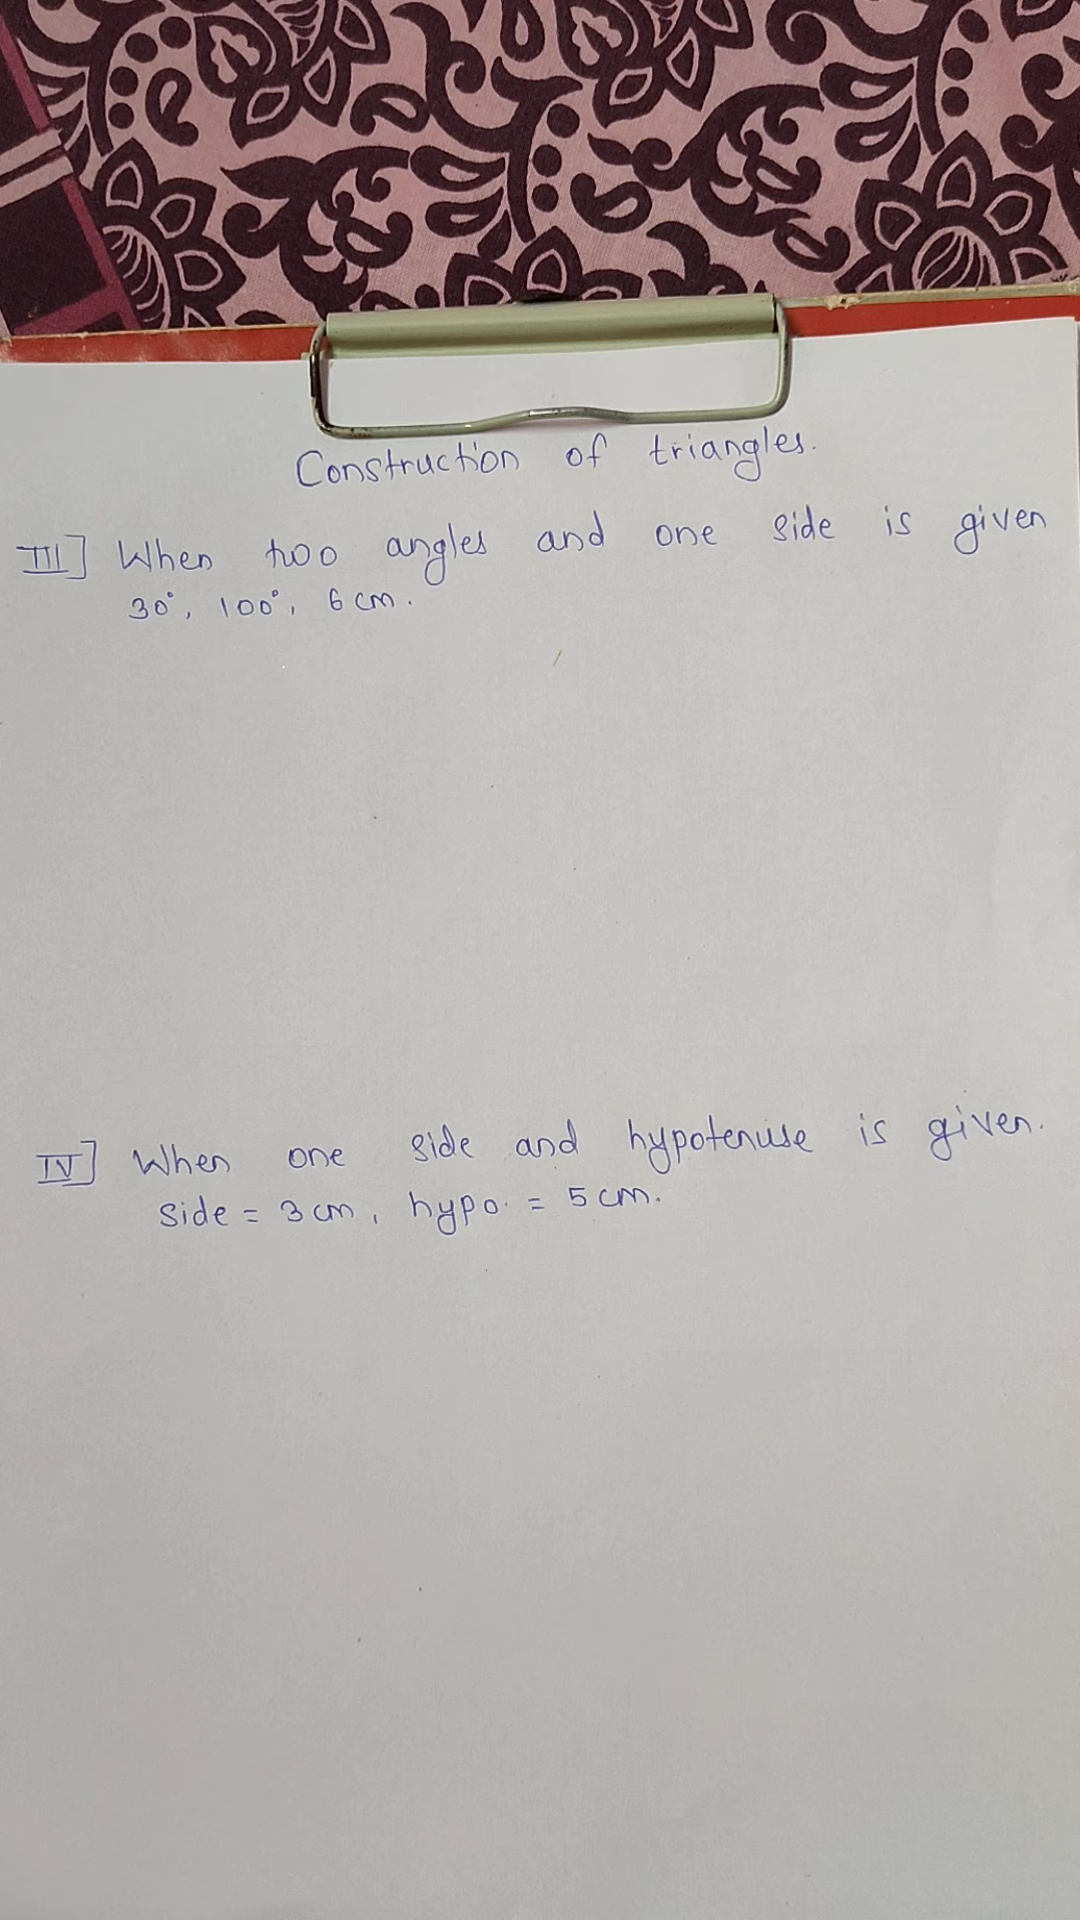 Construction of triangles.
III] When two angles and one side is given
30°, 100°, 6 cm.
IV] When one side and hypotenuse is given.
side = 3 cm, hypo. = 5 cm.